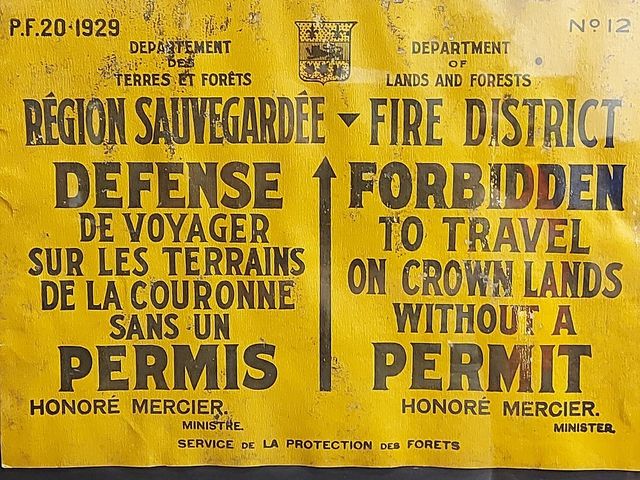 P.F.20-1929
Nº 12
DEPARTEMENT
DES
TERRES ET FORÊTS
DEPARTMENT
OF
LANDS AND FORESTS
RÉGION SAUVEGARDÉE
FIRE DISTRICT
DEFENSE
DE VOYAGER
SUR LES TERRAINS
DE LA COURONNE
SANS UN
PERMIS
HONORÉ MERCIER.
MINISTRE.
FORBIDDEN
TO TRAVEL
ON CROWN LANDS
WITHOUT A
PERMIT
HONORÉ MERCIER.
MINISTER.
SERVICE DE LA PROTECTION DES FORETS